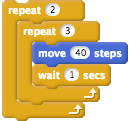 repeat 2
repeat 3
move 40 steps
wait 1 secs